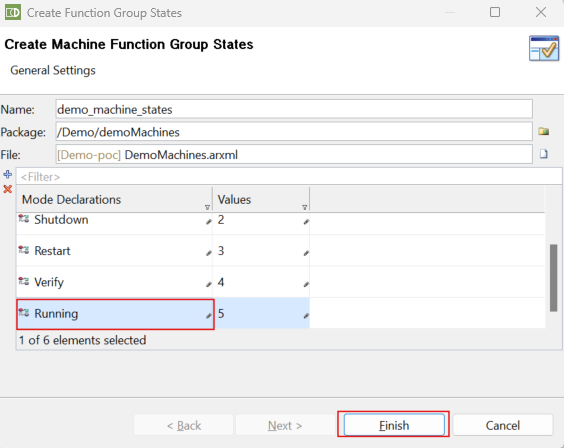 Create Function Group States
Create Machine Function Group States
General Settings
Name: demo_machine_states
Package: /Demo/demoMachines
File: [Demo-poc] DemoMachines.arxml
<Filter>
Mode Declarations Values
Shutdown 2
Restart 3
Verify 4
Running 5
1 of 6 elements selected
< Back Next > Finish Cancel